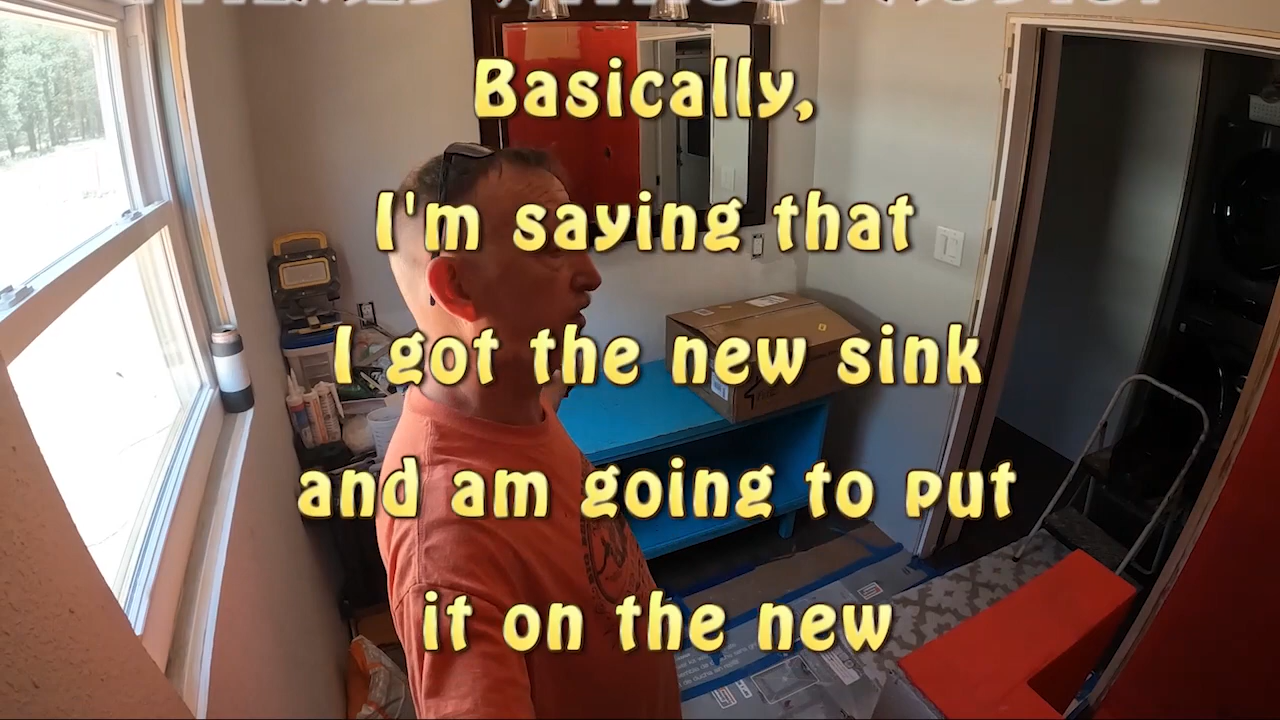 Basically,
I'm saying that
I got the new sink
and am going to put
it on the new